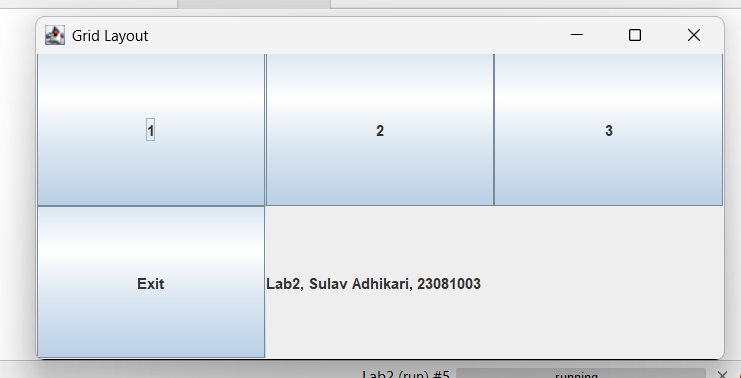 Grid Layout
1
2
3
Exit
Lab2, Sulav Adhikari, 23081003
Lab2 (run) #5
running...